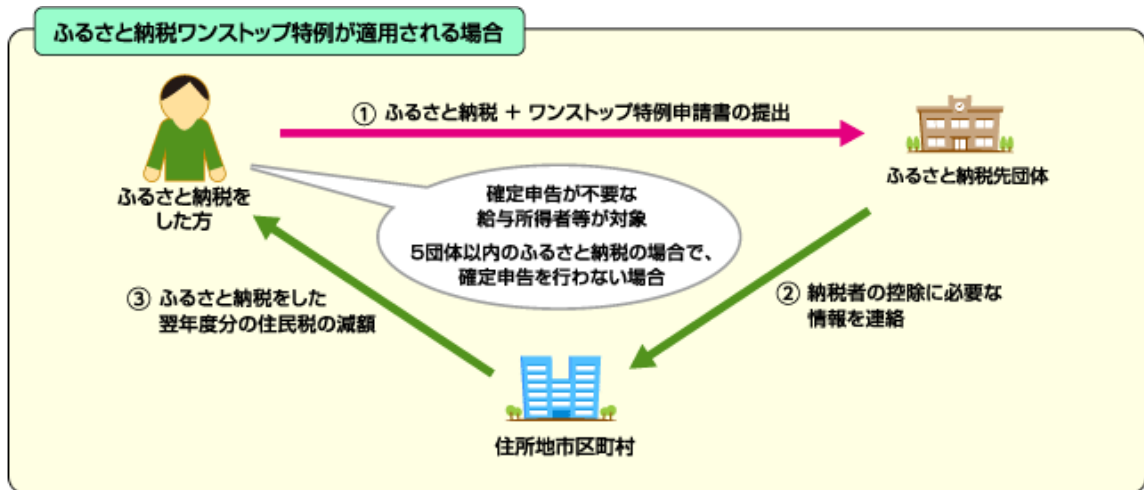 ふるさと納税ワンストップ特例が適用される場合
① ふるさと納税 + ワンストップ特例申請書の提出
ふるさと納税先団体
ふるさと納税を
した方
確定申告が不要な
給与所得者等が対象
5団体以内のふるさと納税の場合で、
確定申告を行わない場合
② 納税者の控除に必要な
情報を連絡
③ ふるさと納税をした
翌年度分の住民税の減額
住所地市区町村